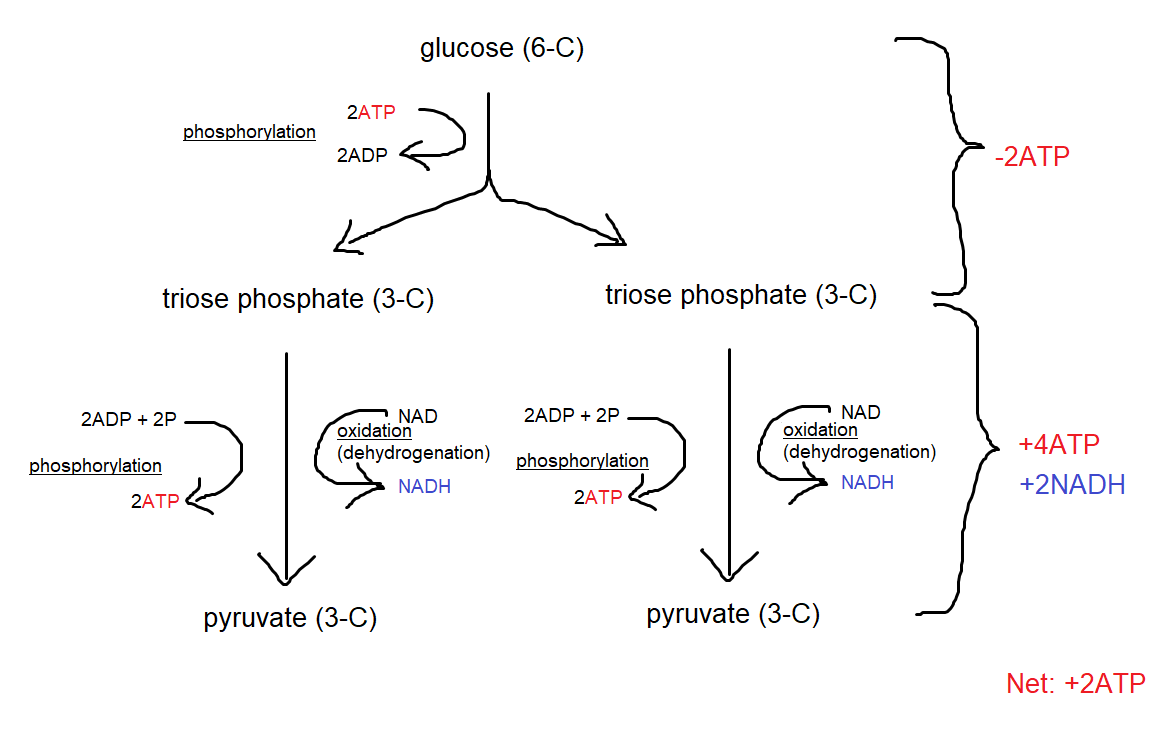 glucose (6-C)
2ATP
phosphorylation
2ADP
-2ATP
triose phosphate (3-C)
triose phosphate (3-C)
2ADP + 2P
NAD
oxidation
(dehydrogenation)
phosphorylation
NADH
2ATP
2ADP + 2P
NAD
oxidation
(dehydrogenation)
phosphorylation
NADH
2ATP
+4ATP
+2NADH
pyruvate (3-C)
pyruvate (3-C)
Net: +2ATP